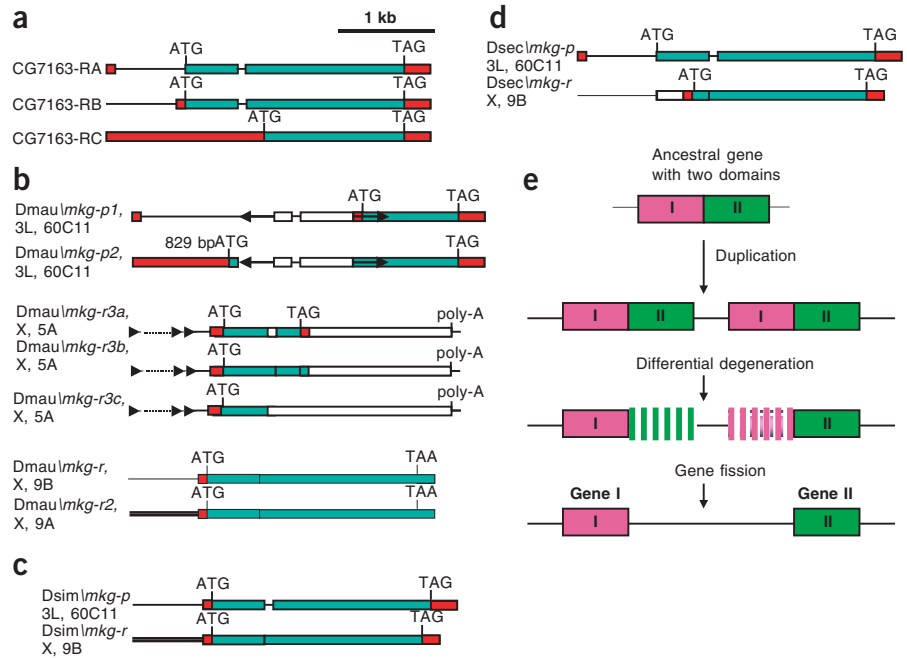 a
1 kb
ATG
TAG
CG7163-RA
ATG
TAG
CG7163-RB
ATG
TAG
CG7163-RC
b
Dmau\mkg-p1,
3L, 60C11
ATG
TAG
Dmau\mkg-p2,
3L, 60C11
829 bp
ATG
TAG
Dmau\mkg-r3a,
X, 5A
ATG
TAG
poly-A
Dmau\mkg-r3b,
X, 5A
ATG
poly-A
Dmau\mkg-r3c,
X, 5A
ATG
poly-A
Dmau\mkg-r,
X, 9B
ATG
TAA
Dmau\mkg-r2,
X, 9A
ATG
TAA
c
Dsim\mkg-p
3L, 60C11
ATG
TAG
Dsim\mkg-r
X, 9B
ATG
TAG
d
Dsec\mkg-p
3L, 60C11
ATG
TAG
Dsec\mkg-r
X, 9B
ATG
TAG
e
Ancestral gene
with two domains
I II
Duplication
I II I II
Differential degeneration
I II
Gene fission
Gene I Gene II
I II